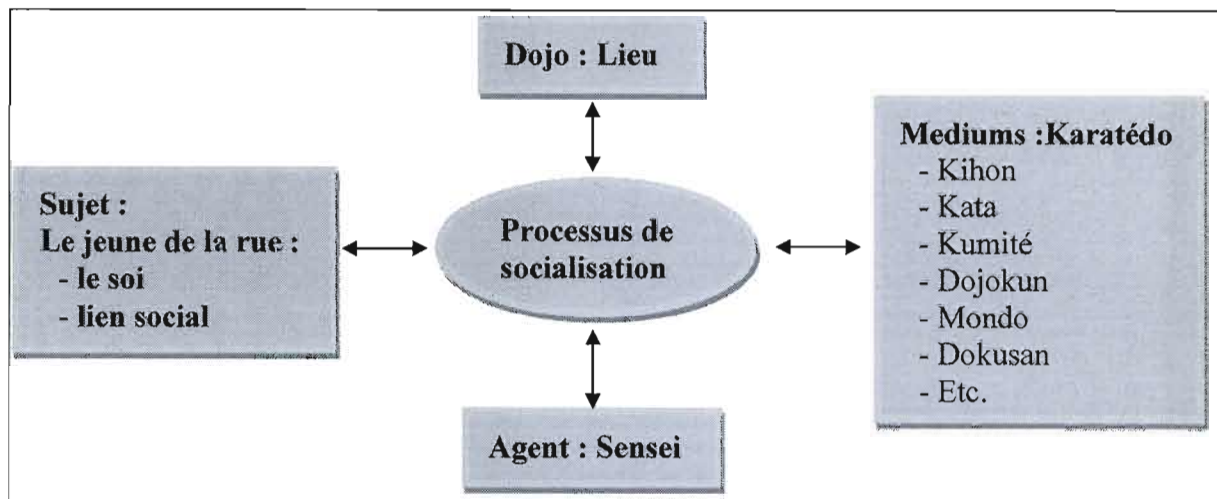 Dojo : Lieu
Sujet :
Le jeune de la rue :
- le soi
- lien social
Processus de
socialisation
Mediums :Karatédo
- Kihon
- Kata
- Kumité
- Dojokun
- Mondo
- Dokusan
- Etc.
Agent : Sensei